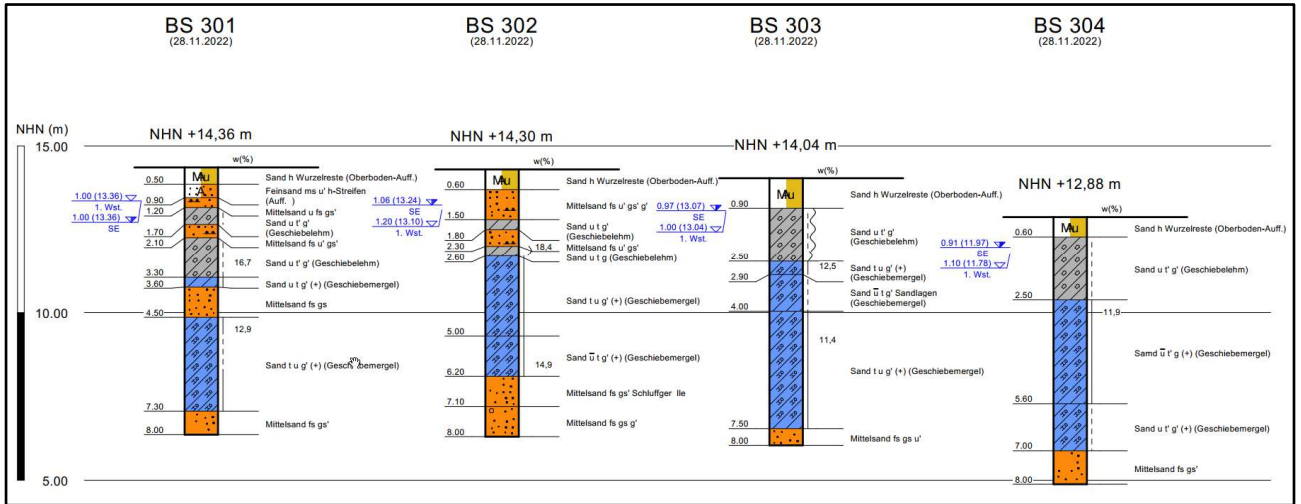 BS 301
(28.11.2022)
BS 302
(28.11.2022)
BS 303
(28.11.2022)
BS 304
(28.11.2022)
NHN (m)
15.00
10.00
5.00
NHN +14,36 m
w(%)
0.50
0.90
1.20
1.70
2.10
3.30
3.60
4.50
7.30
8.00
1.00 (13.36)
1. Wst.
1.00 (13.36)
SE
Mu
A
16,7
12,9
Sand h Wurzelreste (Oberboden-Auff.)
Feinsand ms u' h-Streifen
(Auff. )
Mittelsand u fs gs'
Sand u t' g'
(Geschiebelehm)
Mittelsand fs u' gs'
Sand u t' g' (Geschiebelehm)
Sand u t g' (+) (Geschiebemergel)
Mittelsand fs gs
Sand t u g' (+) (Gesch bemergel)
Mittelsand fs gs'
NHN +14,30 m
w(%)
0.60
1.50
1.80
2.30
2.60
5.00
6.20
7.10
8.00
1.06 (13.24)
SE
1.20 (13.10)
1. Wst.
Mu
18,4
14,9
Sand h Wurzelreste (Oberboden-Auff.)
Mittelsand fs u' gs' g'
Sand u t g'
(Geschiebelehm)
Mittelsand fs u' gs'
Sand u t g (Geschiebelehm)
Sand t u g' (+) (Geschiebemergel)
Sand u̅ t g' (+) (Geschiebemergel)
Mittelsand fs gs' Schluffger lle
Mittelsand fs gs g'
NHN +14,04 m
w(%)
0.90
2.50
2.90
4.00
7.50
8.00
0.97 (13.07)
SE
1.00 (13.04)
1. Wst.
Mu
12,5
11,4
Sand h Wurzelreste (Oberboden-Auff.)
Sand u t' g'
(Geschiebelehm)
Sand t u g' (+)
(Geschiebemergel)
Sand u̅ t g' Sandlagen
(Geschiebemergel)
Sand t u g' (+) (Geschiebemergel)
Mittelsand fs gs u'
NHN +12,88 m
w(%)
0.60
2.50
5.60
7.00
8.00
0.91 (11.97)
SE
1.10 (11.78)
1. Wst.
Mu
11,9
Sand h Wurzelreste (Oberboden-Auff.)
Sand u t' g' (Geschiebelehm)
Samd u̅ t' g (+) (Geschiebemergel)
Sand u t' g' (+) (Geschiebemergel)
Mittelsand fs gs'